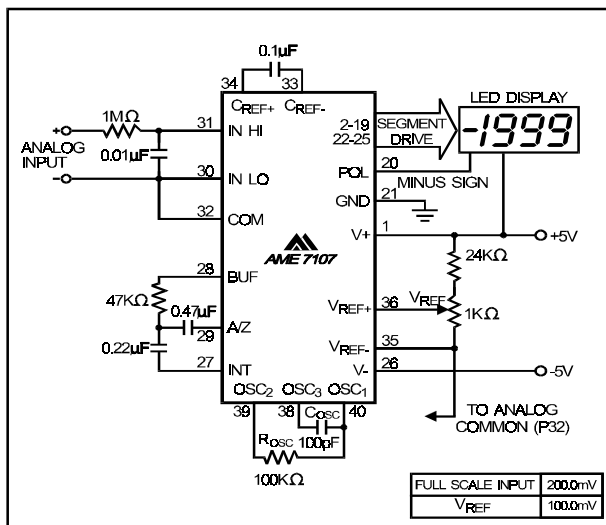 0.1µF
34
33
CREF+
CREF-
LED DISPLAY
-1999
1MΩ
+
31
IN HI
2-19
22-25
SEGMENT
DRIVE
ANALOG
INPUT
0.01µF
30
IN LO
POL
20
MINUS SIGN
-
32
COM
GND
21
V+
1
+5V
AME 7107
28
BUF
24KΩ
47KΩ
0.47µF
VREF+
36
VREF
1KΩ
A/Z
29
0.22µF
VREF-
35
27
INT
V-
26
-5V
OSC2
OSC3
OSC1
39
38
COSC
40
100pF
ROSC
100KΩ
TO ANALOG
COMMON (P32)
FULL SCALE INPUT 200.0mV
VREF 100.0mV